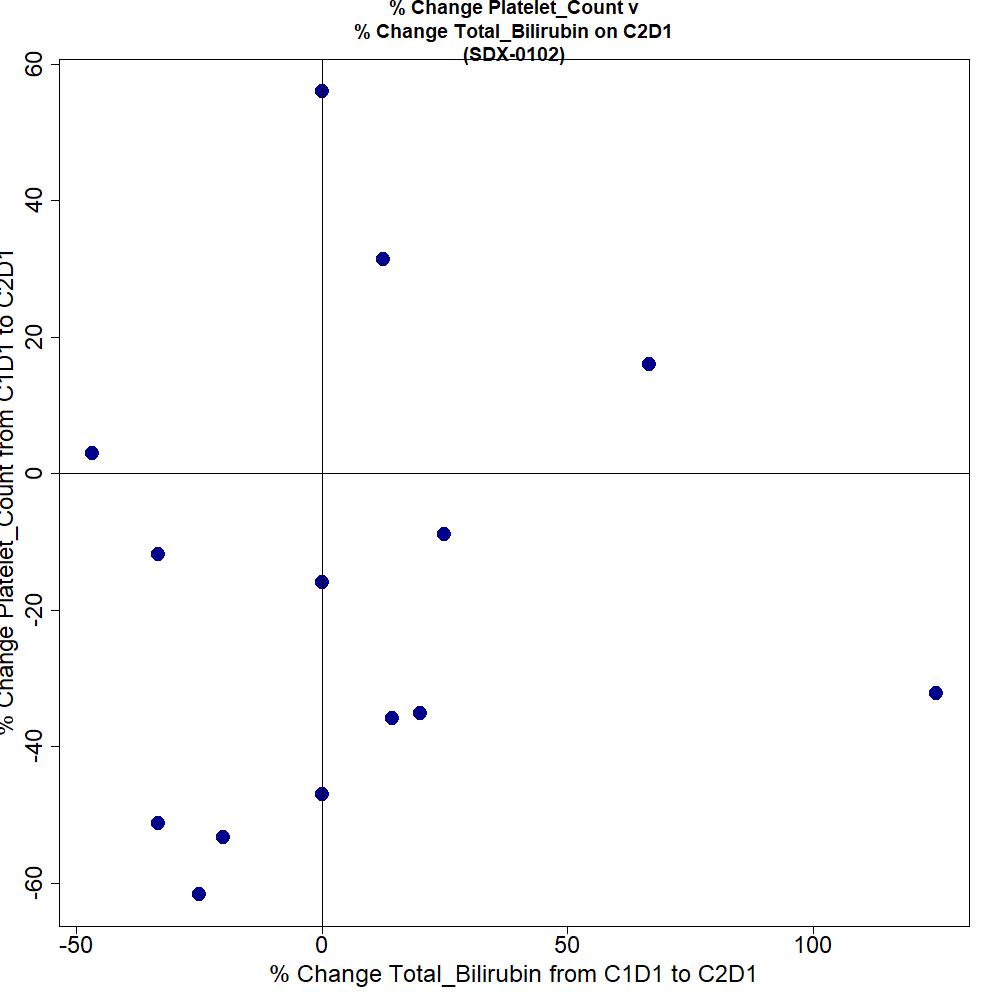 % Change Platelet_Count v
% Change Total_Bilirubin on C2D1
(SDX-0102)
% Change Platelet_Count from C1D1 to C2D1
60
40
20
0
-20
-40
-60
-50
0
50
100
% Change Total_Bilirubin from C1D1 to C2D1